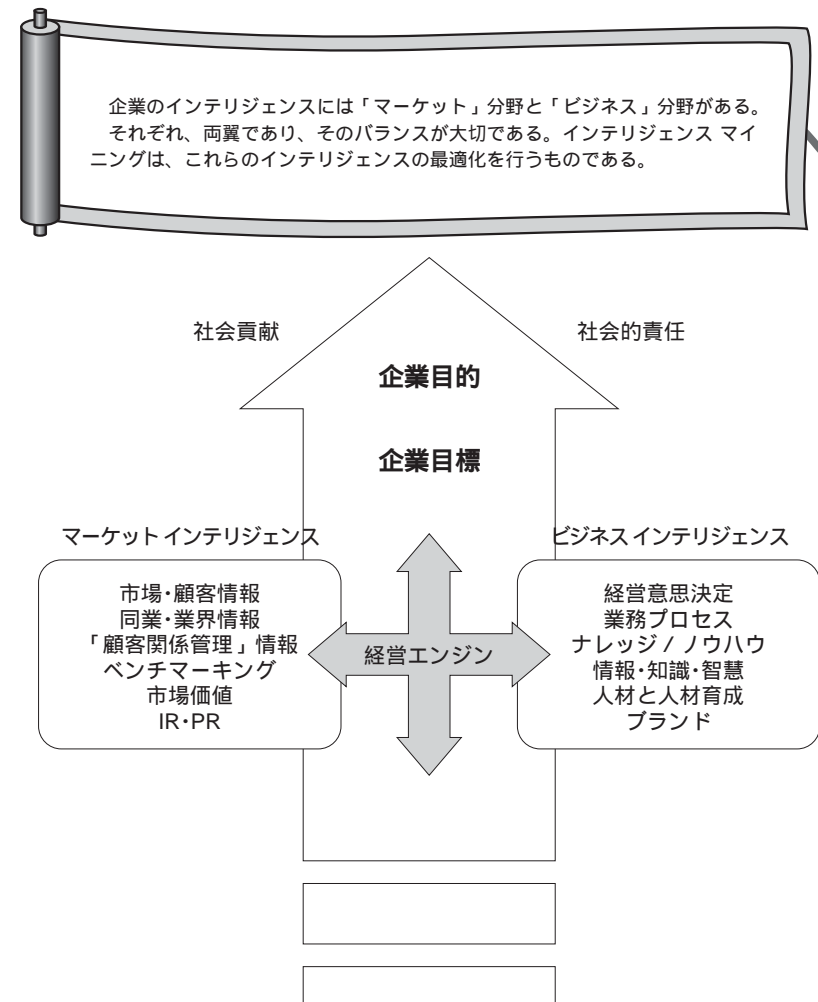 企業のインテリジェンスには「マーケット」分野と「ビジネス」分野がある。
それぞれ、両翼であり、そのバランスが大切である。インテリジェンス マイ
ニングは、これらのインテリジェンスの最適化を行うものである。
社会貢献
社会的責任
企業目的
企業目標
マーケット インテリジェンス
市場・顧客情報
同業・業界情報
「顧客関係管理」情報
ベンチマーキング
市場価値
IR・PR
経営エンジン
ビジネス インテリジェンス
経営意思決定
業務プロセス
ナレッジ / ノウハウ
情報・知識・智慧
人材と人材育成
ブランド